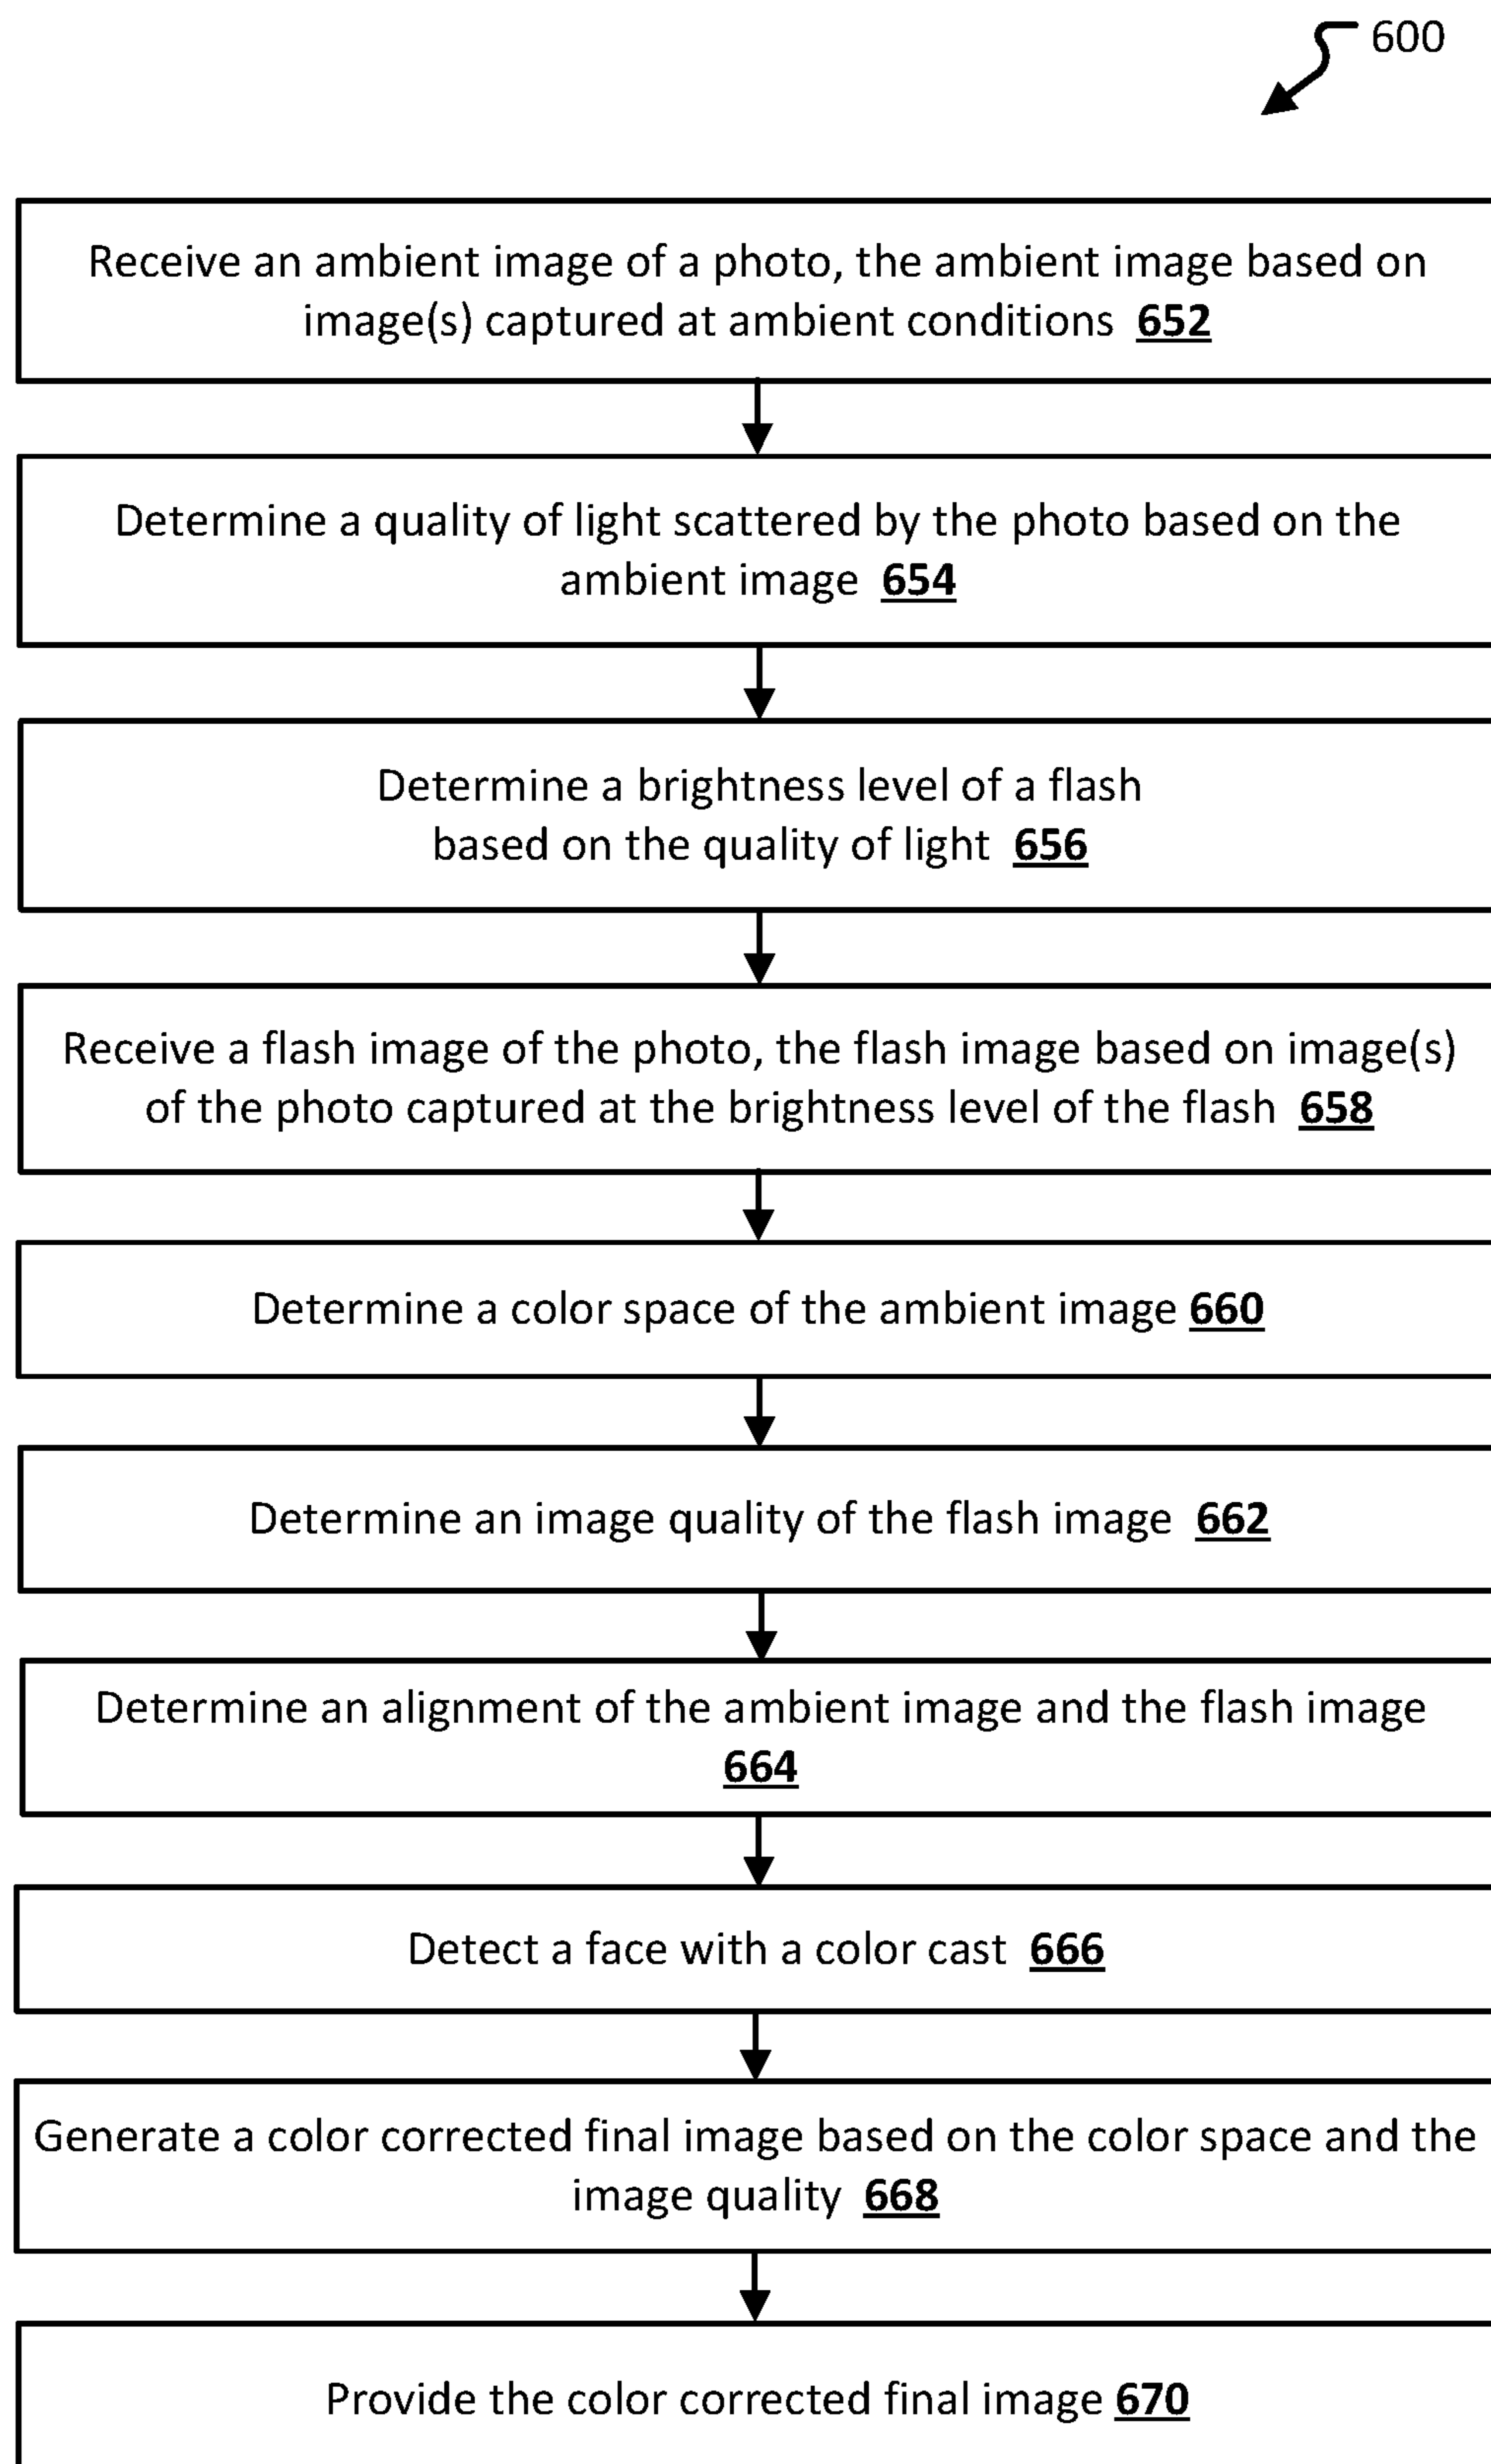 600
Receive an ambient image of a photo, the ambient image based on
image(s) captured at ambient conditions 652
Determine a quality of light scattered by the photo based on the
ambient image 654
Determine a brightness level of a flash
based on the quality of light 656
Receive a flash image of the photo, the flash image based on image(s)
of the photo captured at the brightness level of the flash 658
Determine a color space of the ambient image 660
Determine an image quality of the flash image 662
Determine an alignment of the ambient image and the flash image
664
Detect a face with a color cast 666
Generate a color corrected final image based on the color space and the
image quality 668
Provide the color corrected final image 670